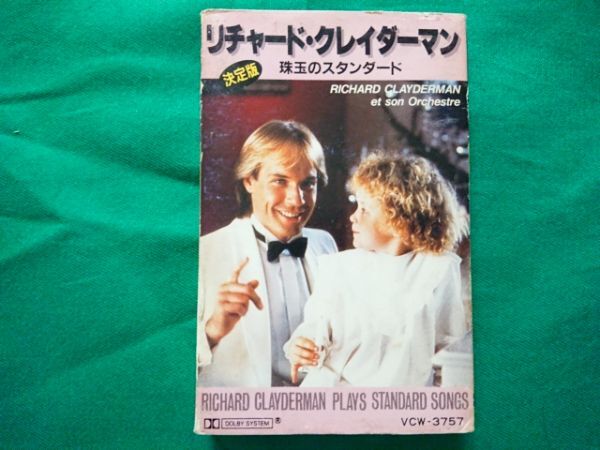 リチャード・クレイダーマン
決定版
珠玉のスタンダード
RICHARD CLAYDERMAN
et son Orchestre
RICHARD CLAYDERMAN PLAYS STANDARD SONGS
DOLBY SYSTEM ®
VCW-3757